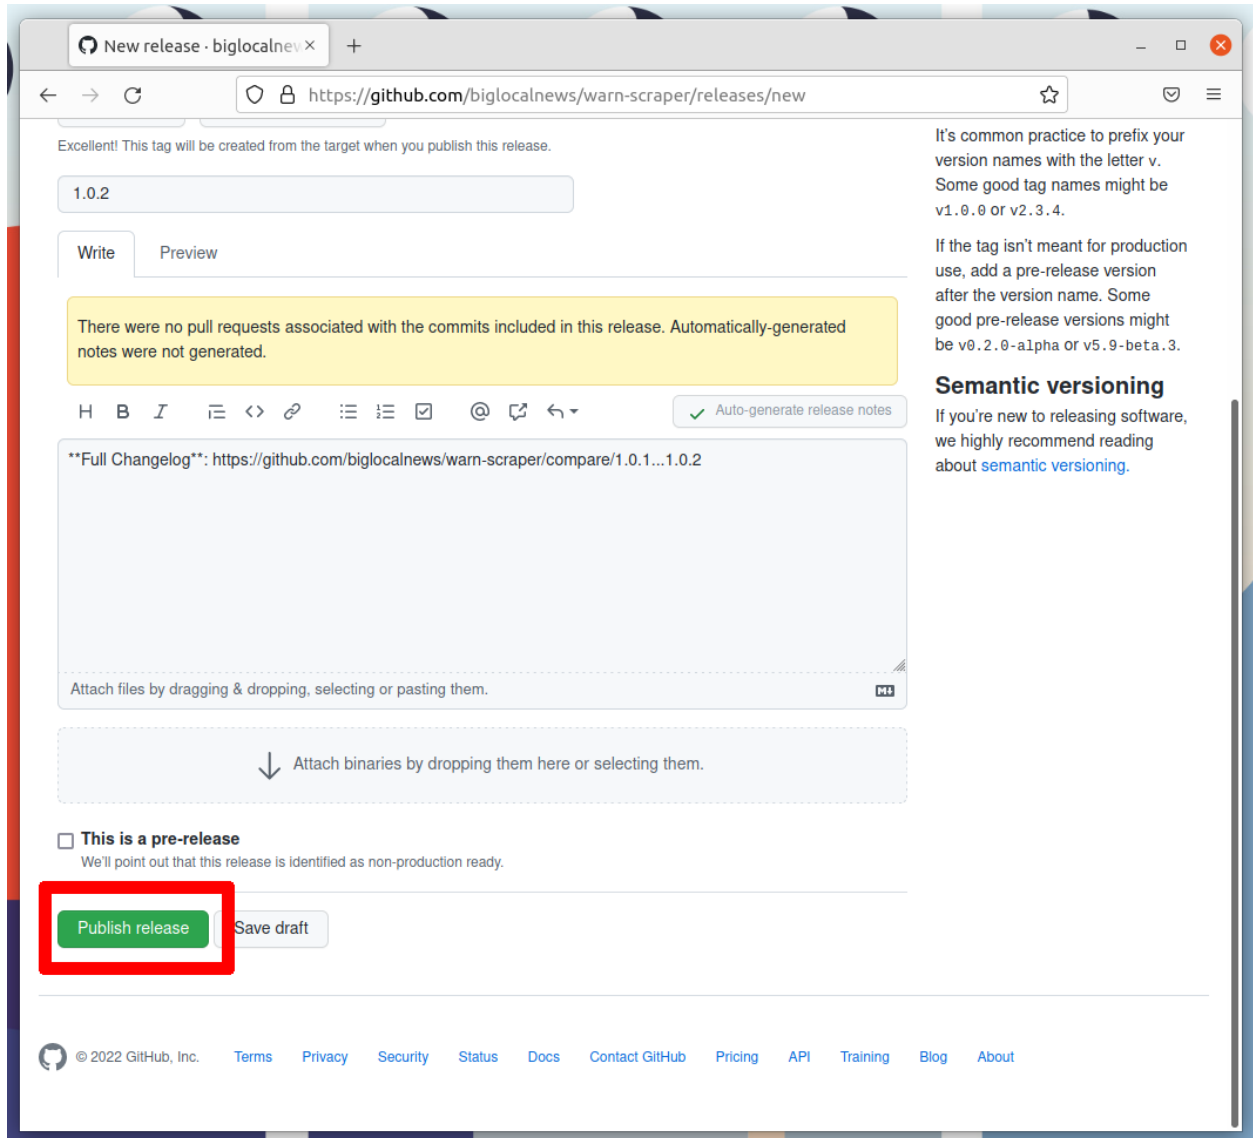 New release · biglocalnew
https://github.com/biglocalnews/warn-scraper/releases/new
Excellent! This tag will be created from the target when you publish this release.
1.0.2
Write Preview
There were no pull requests associated with the commits included in this release. Automatically-generated
notes were not generated.
H B I
Auto-generate release notes
**Full Changelog**: https://github.com/biglocalnews/warn-scraper/compare/1.0.1...1.0.2
Attach files by dragging & dropping, selecting or pasting them.
Attach binaries by dropping them here or selecting them.
This is a pre-release
We'll point out that this release is identified as non-production ready.
Publish release Save draft
It's common practice to prefix your
version names with the letter v.
Some good tag names might be
v1.0.0 or v2.3.4.
If the tag isn't meant for production
use, add a pre-release version
after the version name. Some
good pre-release versions might
be v0.2.0-alpha or v5.9-beta.3.
Semantic versioning
If you're new to releasing software,
we highly recommend reading
about semantic versioning.
© 2022 GitHub, Inc. Terms Privacy Security Status Docs Contact GitHub Pricing API Training Blog About